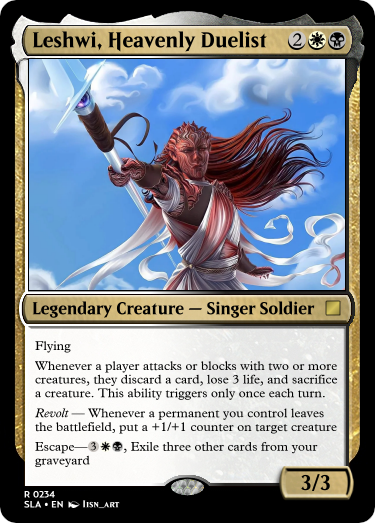 Leshwi, Heavenly Duelist 2
Legendary Creature — Singer Soldier
Flying
Whenever a player attacks or blocks with two or more
creatures, they discard a card, lose 3 life, and sacrifice
a creature. This ability triggers only once each turn.
Revolt — Whenever a permanent you control leaves
the battlefield, put a +1/+1 counter on target creature
Escape—3, Exile three other cards from your
graveyard
3/3
R 0234
SLA • EN IISN_ART